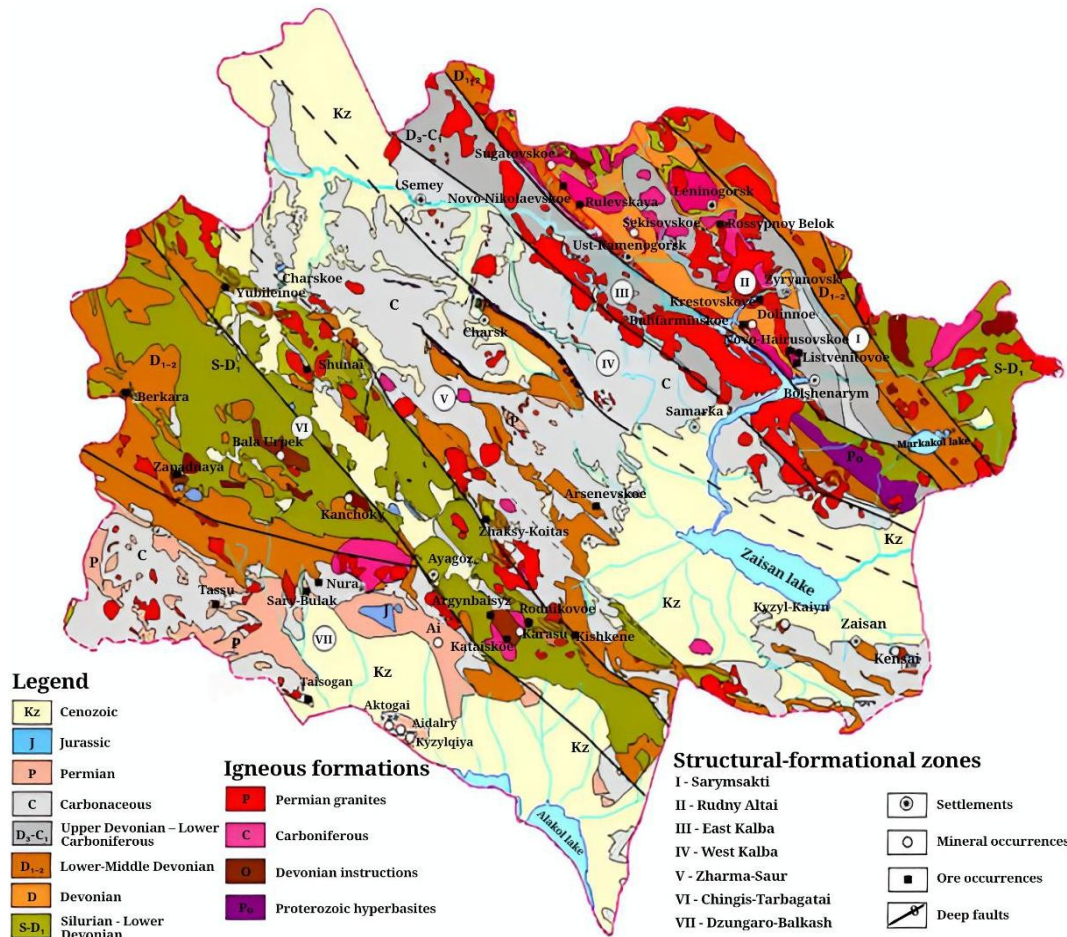 D₁₋₂
Kz
D₃-C₁
Sugatovskoe
Semey
Novo-Nikolaevskoe
Leninogorsk
Rulevskaya
Sekisovskoe
Rossypnoy Belok
Ust-Kamenogorsk
Charskoe
Yubileinoe
II
Zyryanovsk
III
C
Krestovskoye
D₁₋₂
Charsk
Dolinnoe
Buhtarminskoe
Novo-Hairusovskoe
I
D₁₋₂
S-D₁
Shunai
IV
Listvenitovoe
S-D₁
C
Bolshenarym
Berkara
V
Samarka
P
VI
Bala Urpek
Markakol lake
P₀
Zapadnaya
Kanchoky
Arsenevskoe
Zhaksy-Koitas
Kz
C
P
Ayagoz
Zaisan lake
Nura
Tassu
Sary-Bulak
Argynbaisyz
Rodnikovoe
Kz
Kyzyl-Kaiyn
J
Ai
Karasu
Kishkene
Zaisan
P
VII
Kataiskoe
Kensai
Kz
Taisogan
Aktogai
Aidalry
Kyzylqiya
Kz
Alakol lake
Legend
Kz Cenozoic
J Jurassic
P Permian
C Carbonaceous
D₃-C₁ Upper Devonian – Lower
Carboniferous
D₁₋₂ Lower-Middle Devonian
D Devonian
S-D₁ Silurian - Lower
Devonian
Igneous formations
P Permian granites
C Carboniferous
O Devonian instructions
P₀ Proterozoic hyperbasites
Structural-formational zones
I - Sarymsakti
II - Rudny Altai
III - East Kalba
IV - West Kalba
V - Zharma-Saur
VI - Chingis-Tarbagatai
VII - Dzungaro-Balkash
Settlements
Mineral occurrences
Ore occurrences
Deep faults